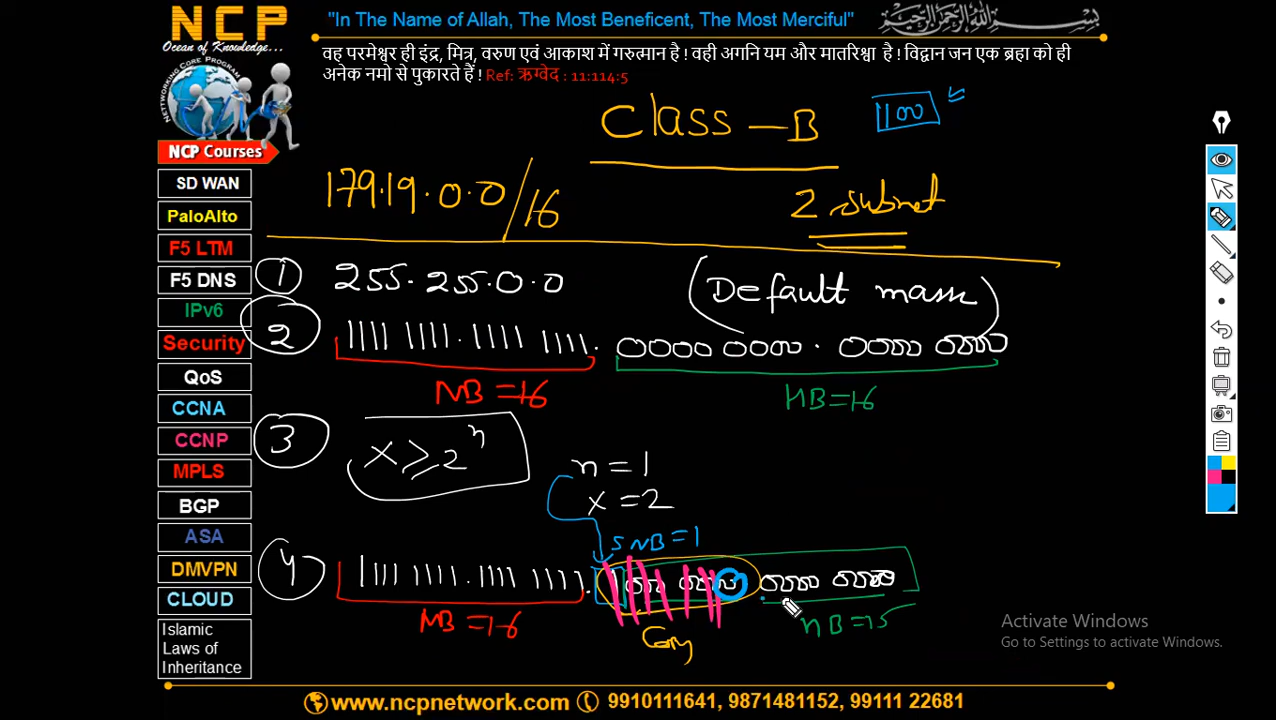 NCP
Ocean of Knowledge...
"In The Name of Allah, The Most Beneficent, The Most Merciful"
वह परमेश्वर ही इंद्र, मित्र, वरुण एवं आकाश में गरुत्मान है ! वही अगनि यम और मातरिश्वा है ! विद्वान जन एक ब्रहा को ही
अनेक नमो से पुकारते हैं ! Ref: ऋग्वेद : 11:114:5
NETWORKING CORE PROGRAM
NCP Courses
SD WAN
PaloAlto
F5 LTM
F5 DNS
IPv6
Security
QoS
CCNA
CCNP
MPLS
BGP
ASA
DMVPN
CLOUD
Islamic
Laws of
Inheritance
Class - B
100
179.19.0.0/16
2 subnet
1 255.255.0.0 (Default mask)
2 1111 1111 . 1111 1111 . 0000 0000 . 0000 0000
NB = 16 HB = 16
3 x ≥ 2^n
n = 1
x = 2
SNB = 1
4 1111 1111 . 1111 1111 .
NB = 16 HB = 15
Activate Windows
Go to Settings to activate Windows.
www.ncpnetwork.com 9910111641, 9871481152, 99111 22681